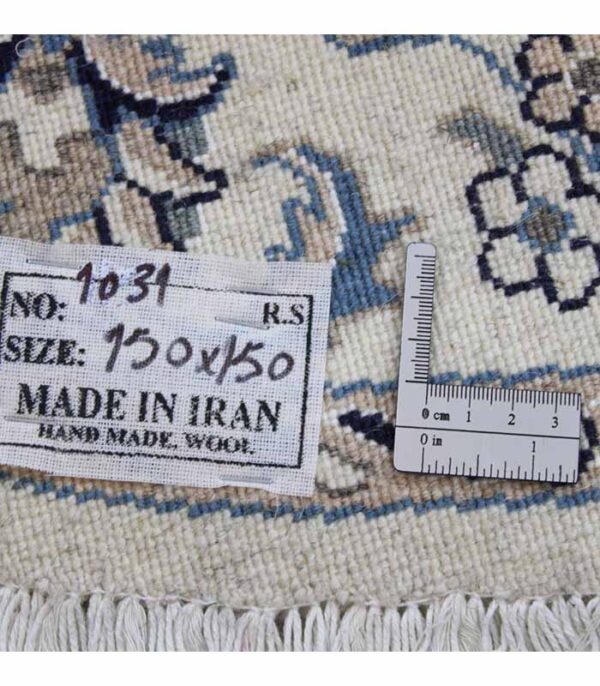 NO: 1031 R.S
SIZE: 150x150
MADE IN IRAN
HAND MADE. WOOL
0 cm 1 2 3
0 in 1